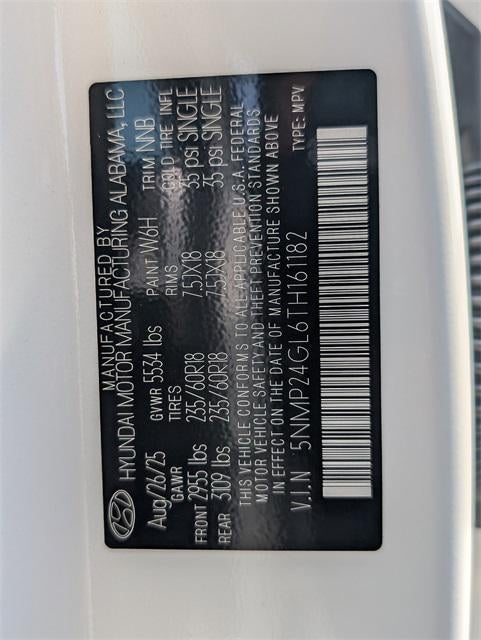 MANUFACTURED BY
HYUNDAI MOTOR MANUFACTURING ALABAMA, LLC
Aug/26/25 GVWR 5534 lbs PAINT W6H TRIM NNB
GAWR TIRES RIMS COLD TIRE INFL
FRONT 2955 lbs 235/60R18 7.5JX18 35 psi SINGLE
REAR 3109 lbs 235/60R18 7.5JX18 35 psi SINGLE
THIS VEHICLE CONFORMS TO ALL APPLICABLE U.S.A. FEDERAL
MOTOR VEHICLE SAFETY AND THEFT PREVENTION STANDARDS
IN EFFECT ON THE DATE OF MANUFACTURE SHOWN ABOVE
V.I.N 5NMP24GL6TH161182 TYPE: MPV